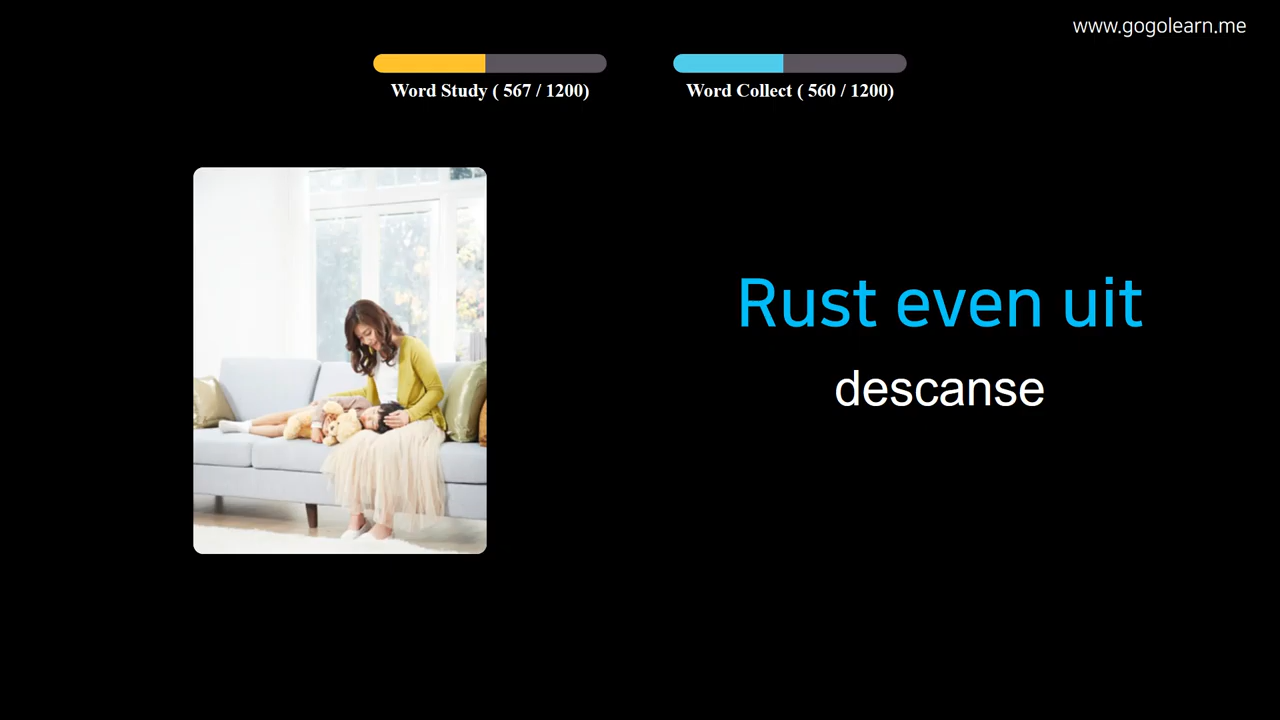 www.gogolearn.me
Word Study ( 567 / 1200)
Word Collect ( 560 / 1200)
Rust even uit
descanse